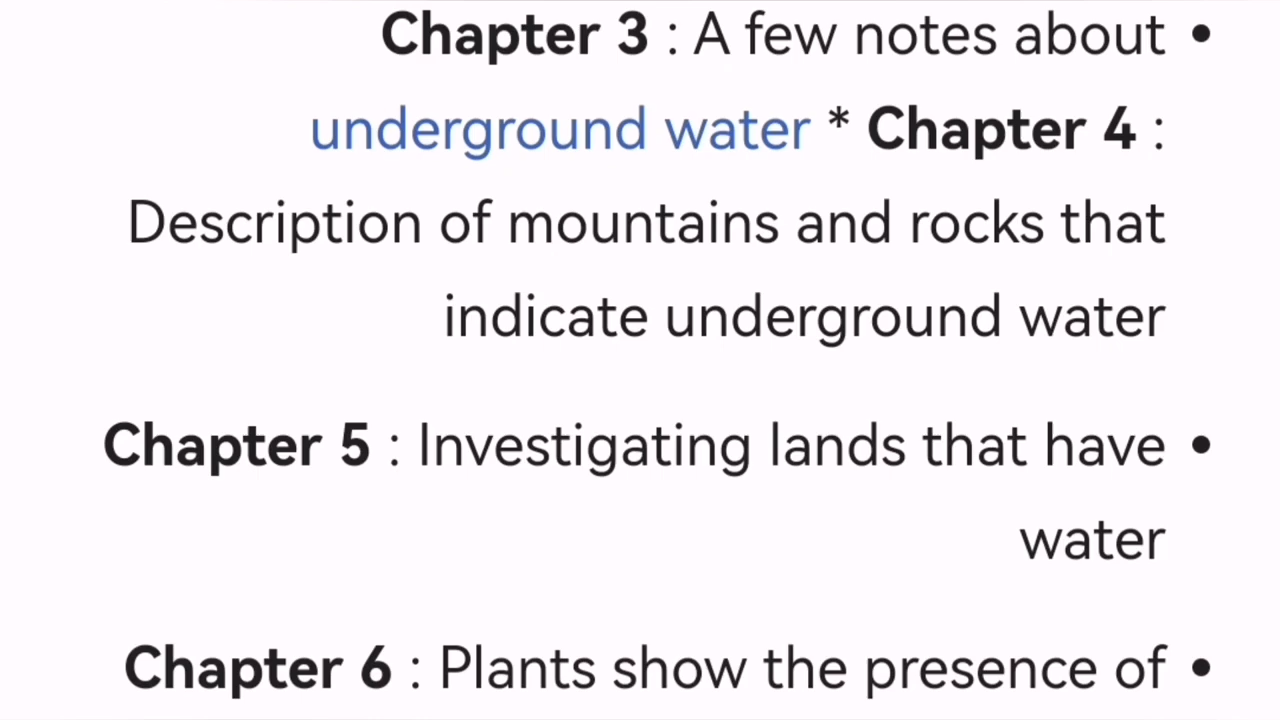 Chapter 3 : A few notes about •
underground water * Chapter 4 :
Description of mountains and rocks that
indicate underground water
Chapter 5 : Investigating lands that have •
water
Chapter 6 : Plants show the presence of •